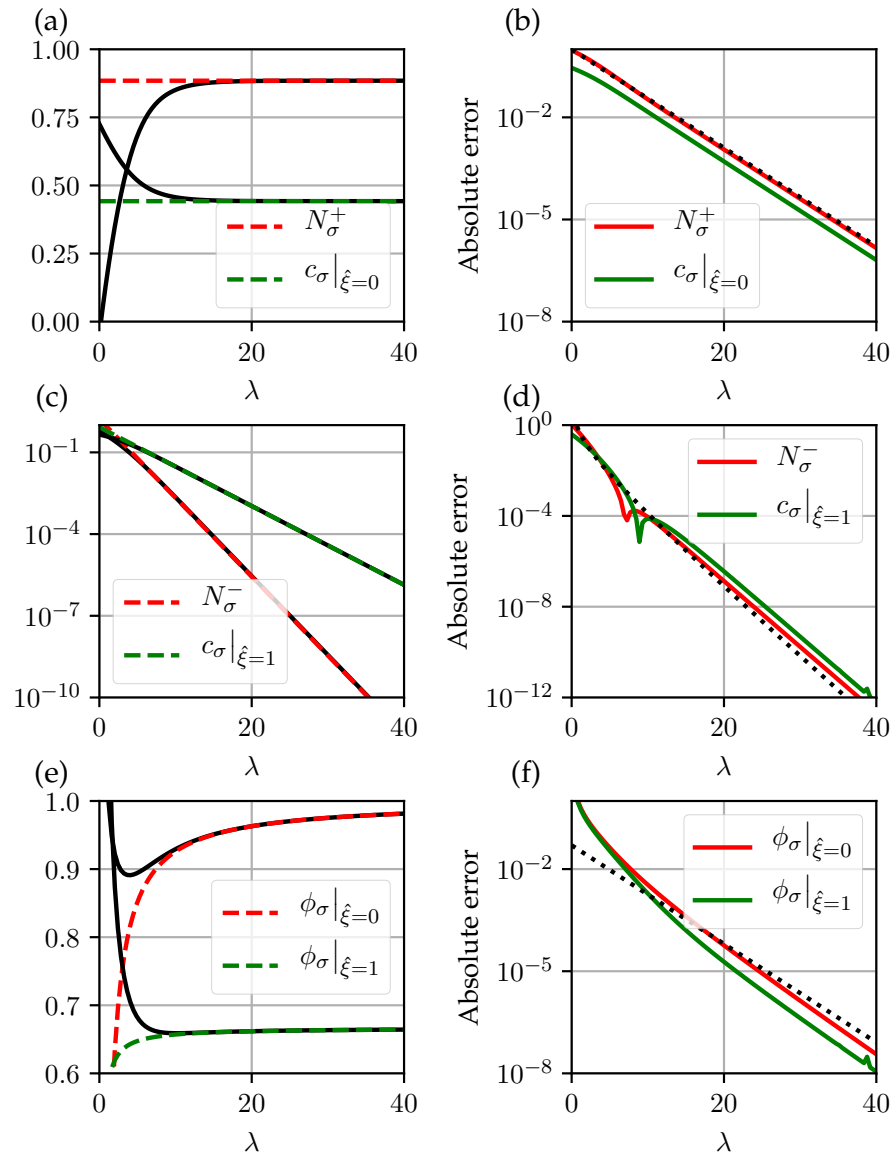 (a)
1.00
0.75
0.50
0.25
0.00
0
20
40
λ
N_σ^+
c_σ|_{ξ̂=0}
(b)
Absolute error
10^{-2}
10^{-5}
10^{-8}
0
20
40
λ
N_σ^+
c_σ|_{ξ̂=0}
(c)
10^{-1}
10^{-4}
10^{-7}
10^{-10}
0
20
40
λ
N_σ^-
c_σ|_{ξ̂=1}
(d)
Absolute error
10^0
10^{-4}
10^{-8}
10^{-12}
0
20
40
λ
N_σ^-
c_σ|_{ξ̂=1}
(e)
1.0
0.9
0.8
0.7
0.6
0
20
40
λ
ϕ_σ|_{ξ̂=0}
ϕ_σ|_{ξ̂=1}
(f)
Absolute error
10^{-2}
10^{-5}
10^{-8}
0
20
40
λ
ϕ_σ|_{ξ̂=0}
ϕ_σ|_{ξ̂=1}